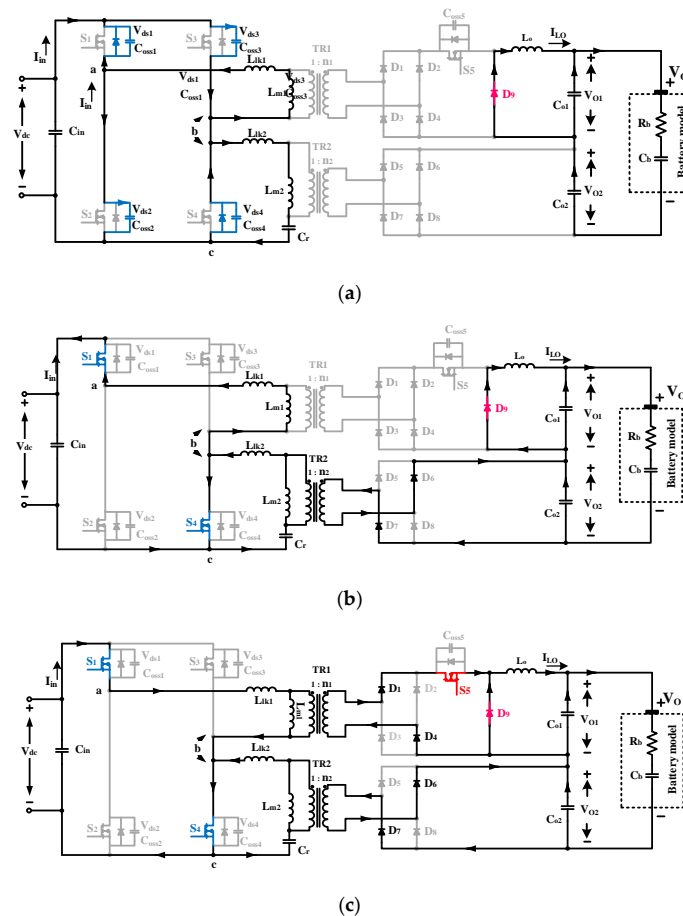 S1 Vds1 Coss1 S3 Vds3 Coss3 Coss5 S5
Iin a Iin Vds1 Coss1 Llk1 Vds3 Lm1 Coss3 TR1 1 : n1 D1 D2 D3 D4 D9 Lo ILO
+ Vdc − Cin b Llk2 TR2 1 : n2 Lm2 Cr D5 D6 D7 D8
Co1 + VO1 − Co2 + VO2 − +VO Rb Cb − Battery model
S2 Vds2 Coss2 S4 Vds4 Coss4 c
(a)
S1 Vds1 Coss1 S3 Vds3 Coss3 Coss5 S5
Iin a Llk1 Lm1 TR1 1 : n1 D1 D2 D3 D4 D9 Lo ILO
+ Vdc − Cin b Llk2 TR2 1 : n2 Lm2 Cr D5 D6 D7 D8
Co1 + VO1 − Co2 + VO2 − +VO Rb Cb − Battery model
S2 Vds2 Coss2 S4 Vds4 Coss4 c
(b)
S1 Vds1 Coss1 S3 Vds3 Coss3 Coss5 S5
Iin a Llk1 Lm1 TR1 1 : n1 D1 D2 D3 D4 D9 Lo ILO
+ Vdc − Cin b Llk2 TR2 1 : n2 Lm2 Cr D5 D6 D7 D8
Co1 + VO1 − Co2 + VO2 − +VO Rb Cb − Battery model
S2 Vds2 Coss2 S4 Vds4 Coss4 c
(c)